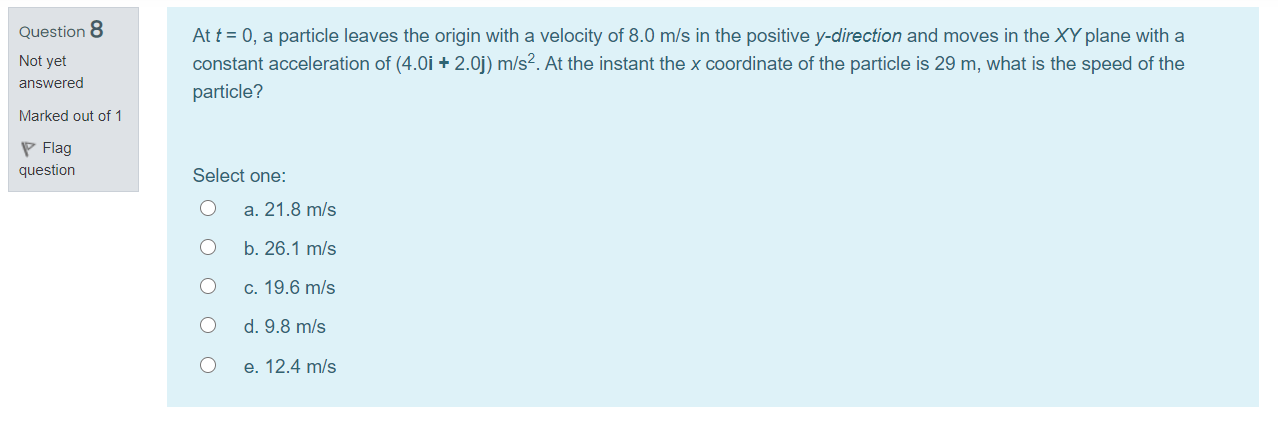 Question 8
Not yet
answered
Marked out of 1
Flag
question
At t = 0, a particle leaves the origin with a velocity of 8.0 m/s in the positive y-direction and moves in the XY plane with a
constant acceleration of (4.0i + 2.0j) m/s². At the instant the x coordinate of the particle is 29 m, what is the speed of the
particle?
Select one:
a. 21.8 m/s
b. 26.1 m/s
c. 19.6 m/s
d. 9.8 m/s
e. 12.4 m/s